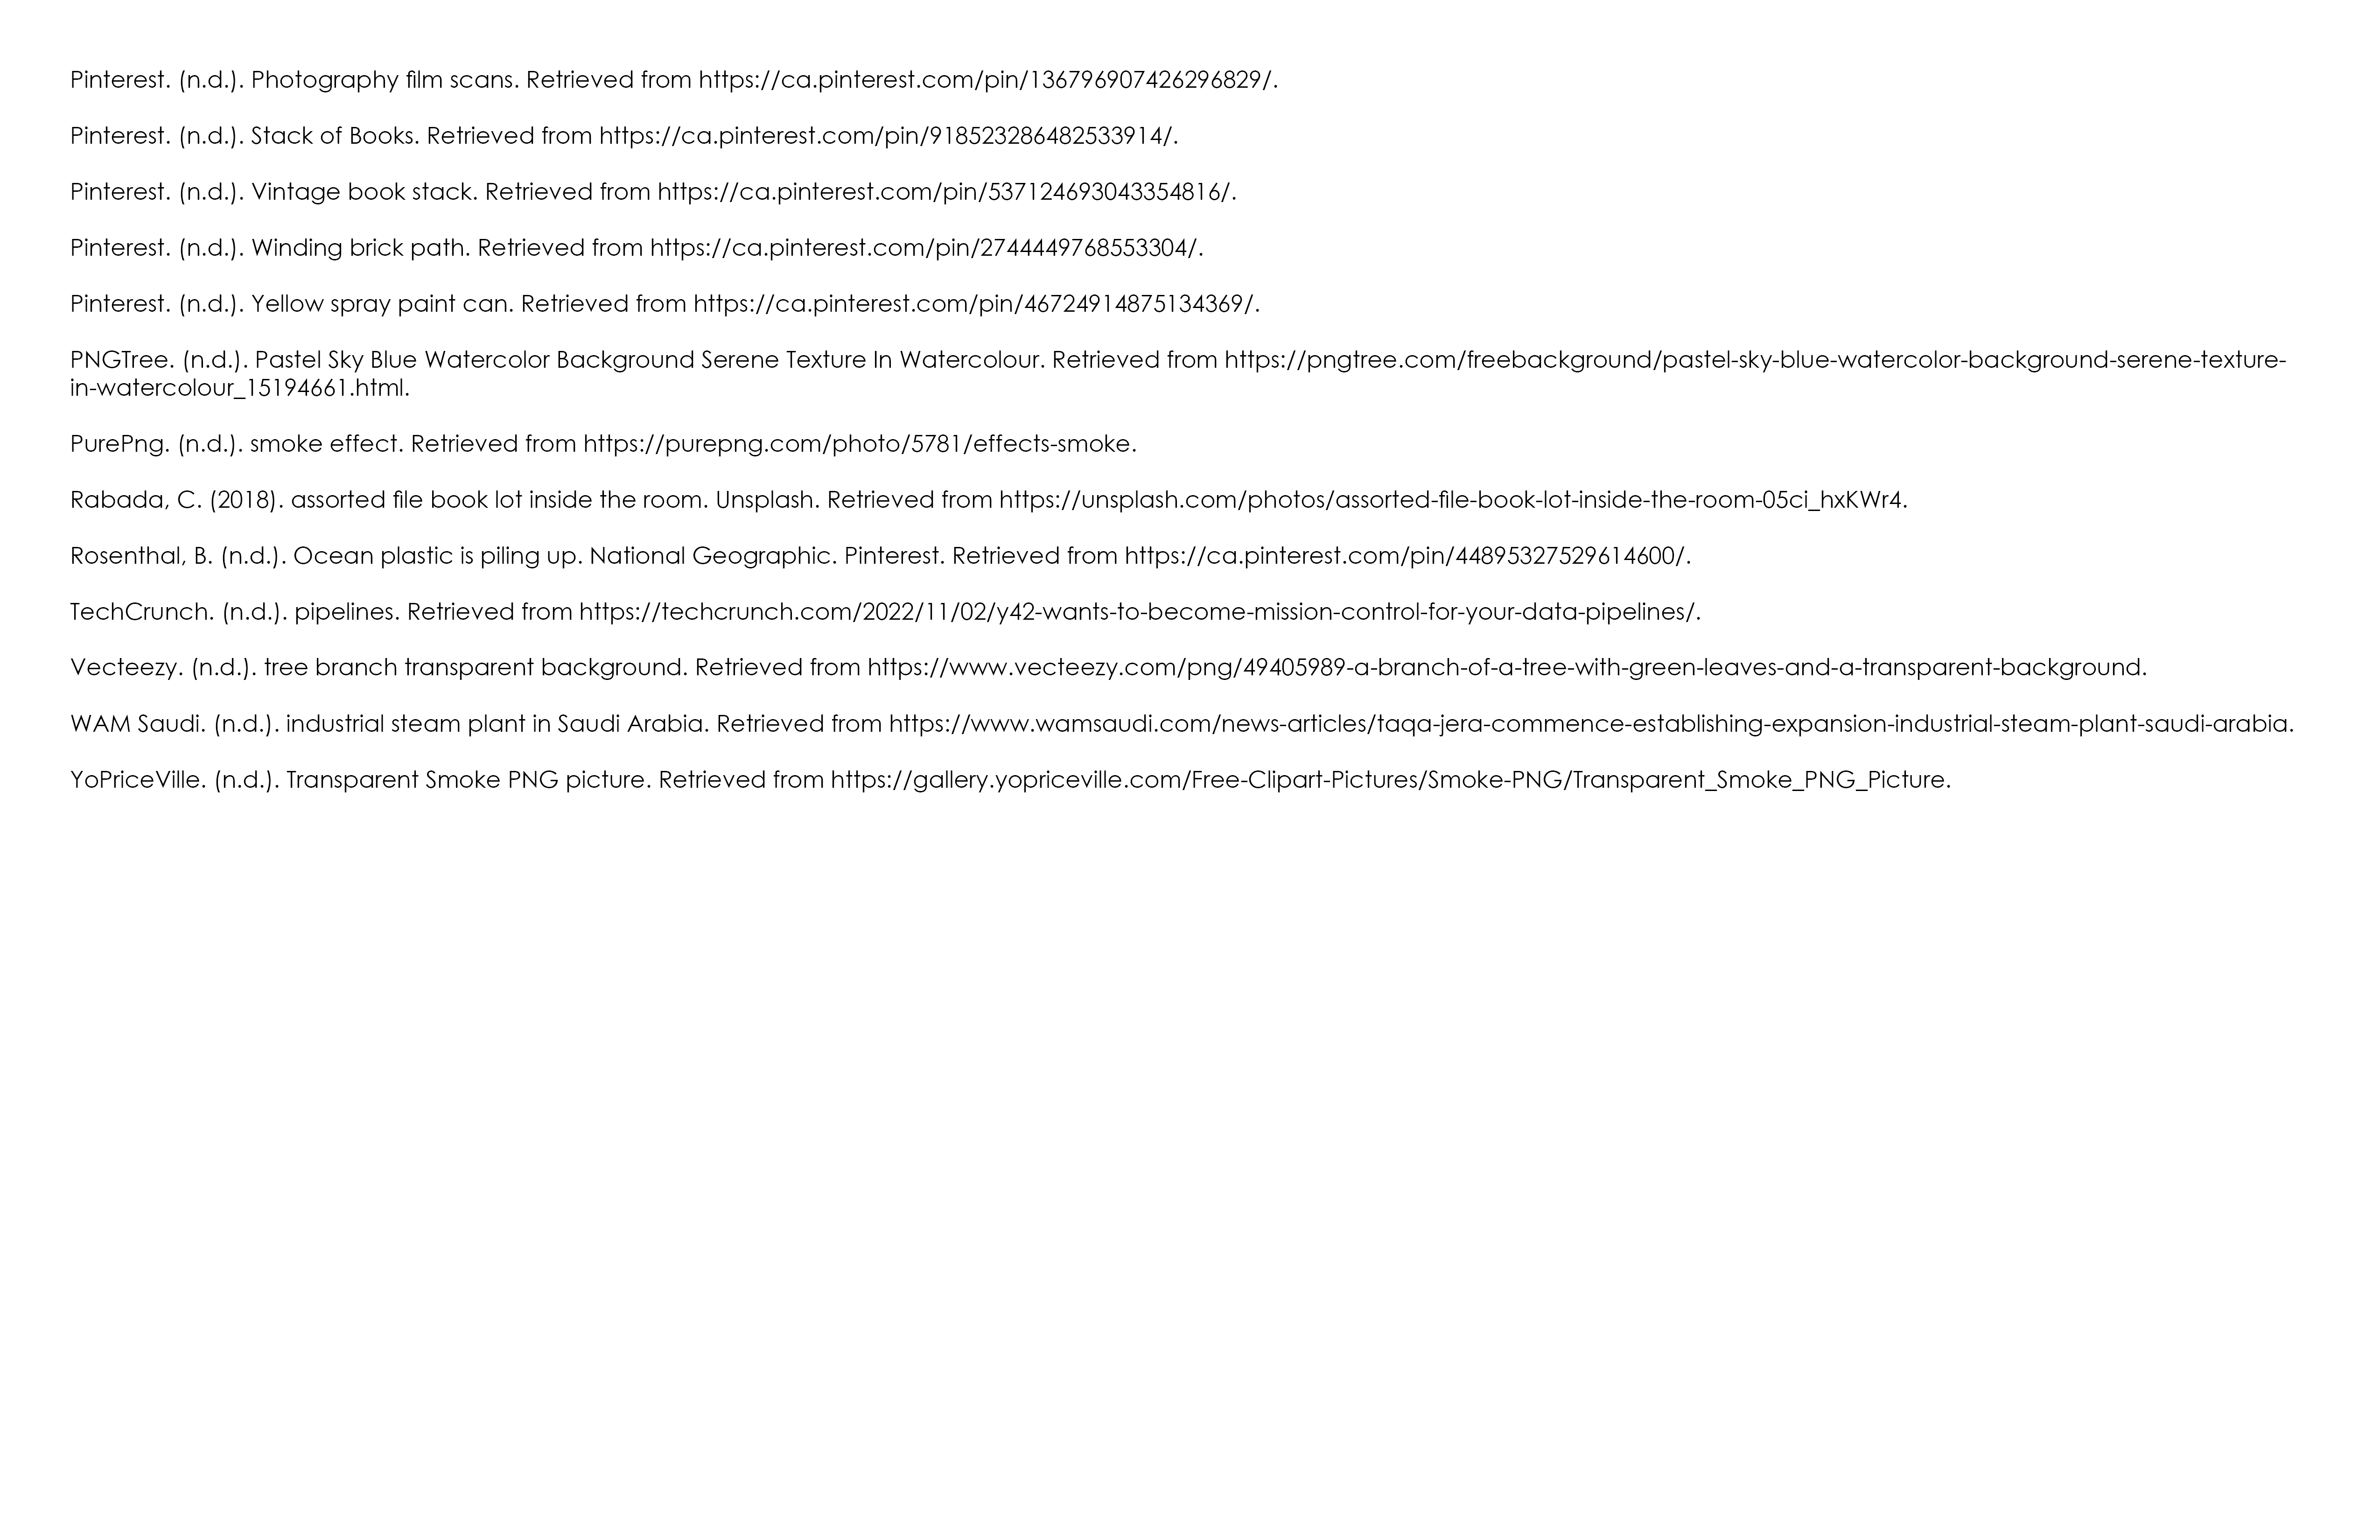 Pinterest. (n.d.). Photography film scans. Retrieved from https://ca.pinterest.com/pin/136796907426296829/.
Pinterest. (n.d.). Stack of Books. Retrieved from https://ca.pinterest.com/pin/918523286482533914/.
Pinterest. (n.d.). Vintage book stack. Retrieved from https://ca.pinterest.com/pin/537124693043354816/.
Pinterest. (n.d.). Winding brick path. Retrieved from https://ca.pinterest.com/pin/2744449768553304/.
Pinterest. (n.d.). Yellow spray paint can. Retrieved from https://ca.pinterest.com/pin/46724914875134369/.
PNGTree. (n.d.). Pastel Sky Blue Watercolor Background Serene Texture In Watercolour. Retrieved from https://pngtree.com/freebackground/pastel-sky-blue-watercolor-background-serene-texture-
in-watercolour_15194661.html.
PurePng. (n.d.). smoke effect. Retrieved from https://purepng.com/photo/5781/effects-smoke.
Rabada, C. (2018). assorted file book lot inside the room. Unsplash. Retrieved from https://unsplash.com/photos/assorted-file-book-lot-inside-the-room-05ci_hxKWr4.
Rosenthal, B. (n.d.). Ocean plastic is piling up. National Geographic. Pinterest. Retrieved from https://ca.pinterest.com/pin/44895327529614600/.
TechCrunch. (n.d.). pipelines. Retrieved from https://techcrunch.com/2022/11/02/y42-wants-to-become-mission-control-for-your-data-pipelines/.
Vecteezy. (n.d.). tree branch transparent background. Retrieved from https://www.vecteezy.com/png/49405989-a-branch-of-a-tree-with-green-leaves-and-a-transparent-background.
WAM Saudi. (n.d.). industrial steam plant in Saudi Arabia. Retrieved from https://www.wamsaudi.com/news-articles/taqa-jera-commence-establishing-expansion-industrial-steam-plant-saudi-arabia.
YoPriceVille. (n.d.). Transparent Smoke PNG picture. Retrieved from https://gallery.yopriceville.com/Free-Clipart-Pictures/Smoke-PNG/Transparent_Smoke_PNG_Picture.